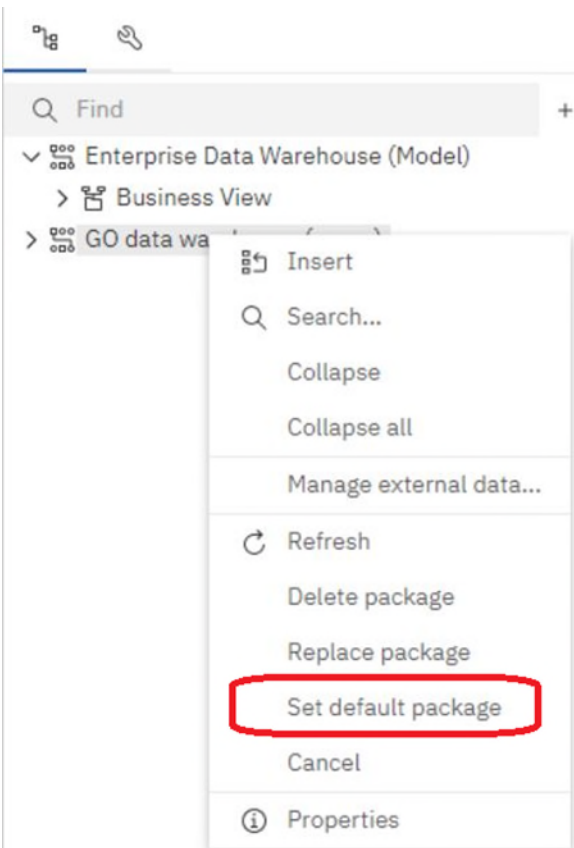 Find
+
Enterprise Data Warehouse (Model)
Business View
GO data wa
Insert
Search...
Collapse
Collapse all
Manage external data...
Refresh
Delete package
Replace package
Set default package
Cancel
Properties